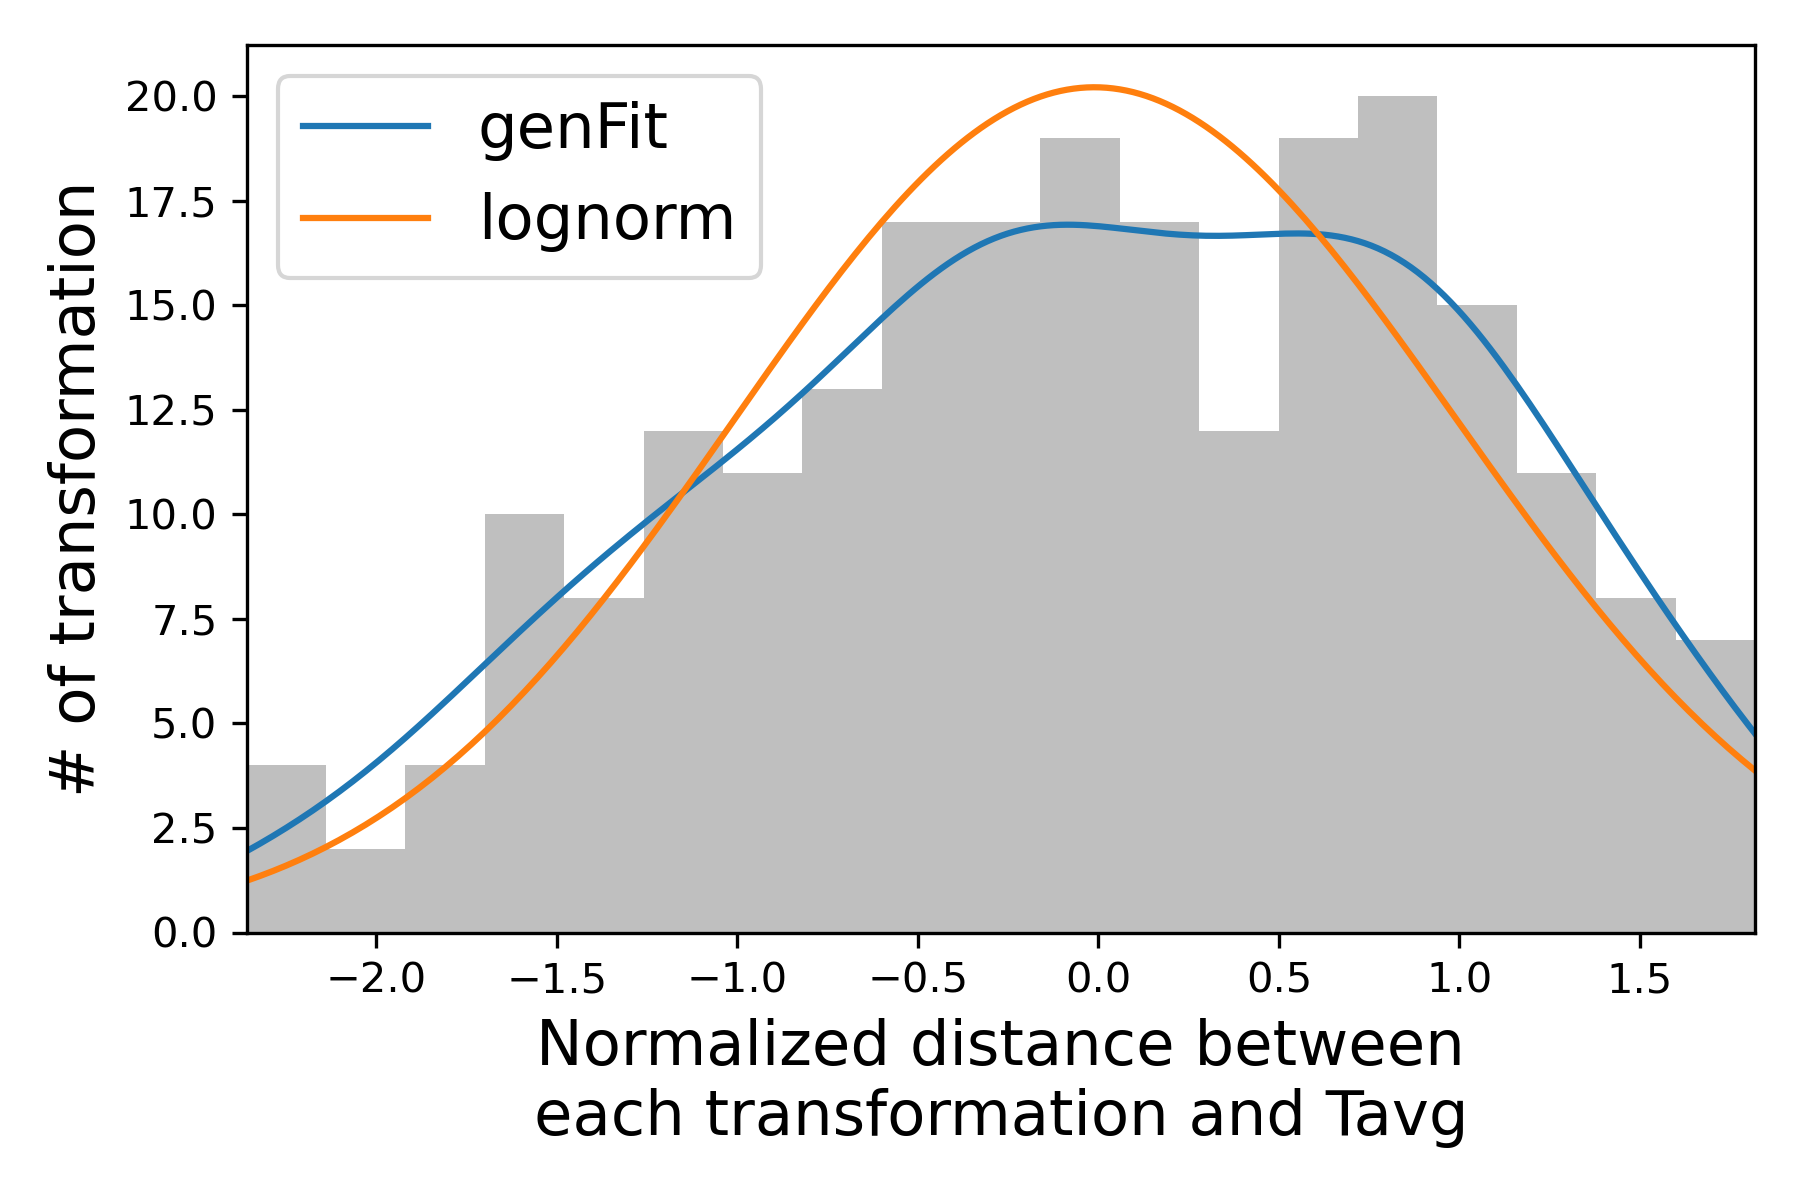 genFit
lognorm
# of transformation
20.0
17.5
15.0
12.5
10.0
7.5
5.0
2.5
0.0
−2.0 −1.5 −1.0 −0.5 0.0 0.5 1.0 1.5
Normalized distance between
each transformation and Tavg